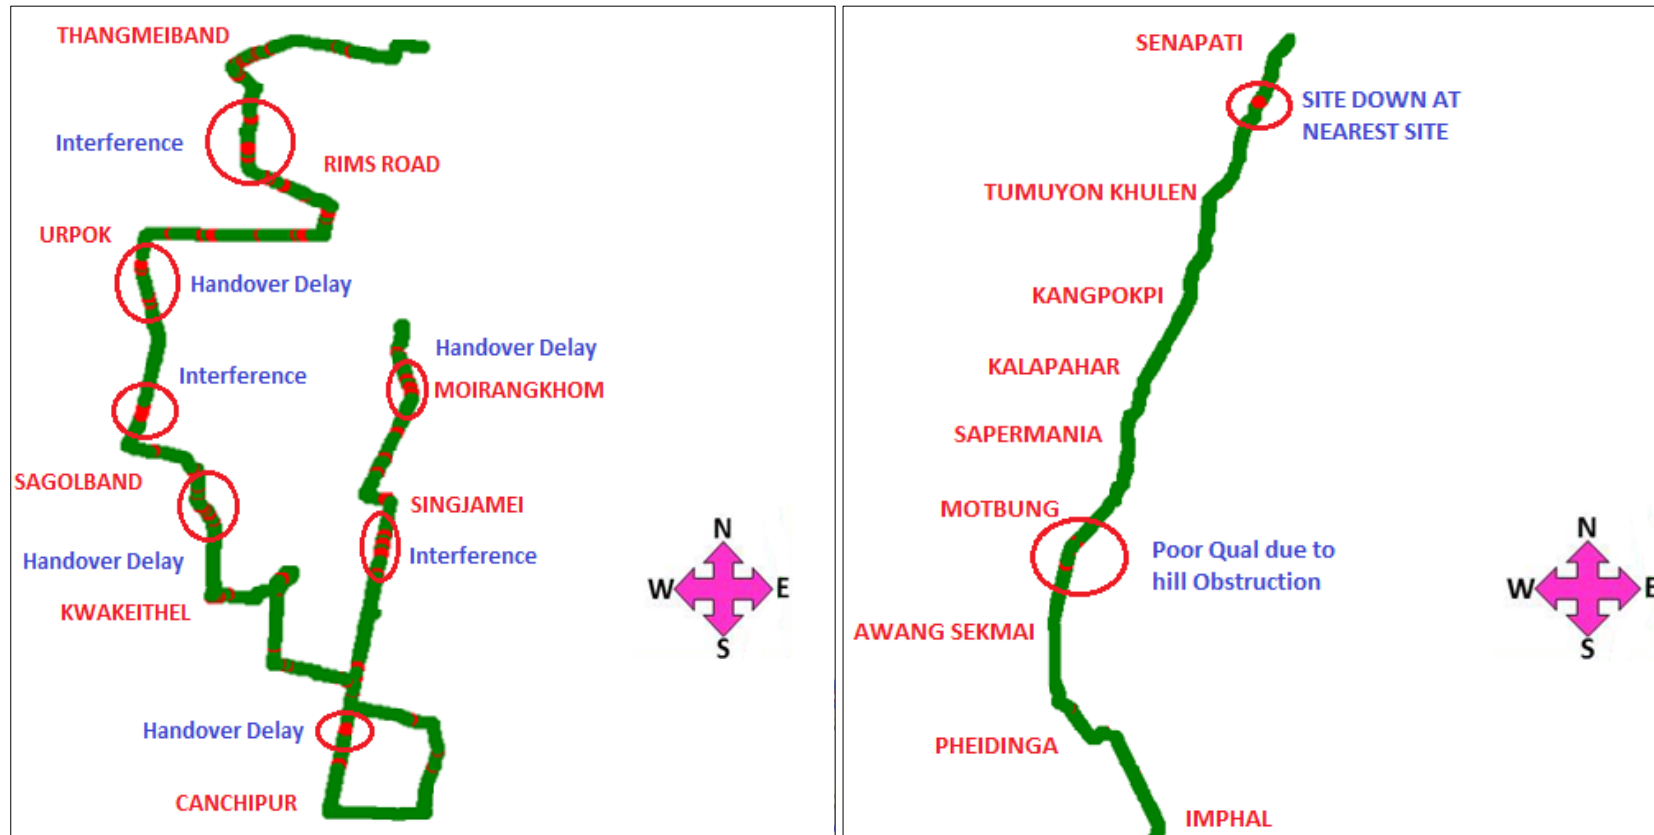 THANGMEIBAND
Interference
RIMS ROAD
URPOK
Handover Delay
Interference
Handover Delay
MOIRANGKHOM
SAGOLBAND
SINGJAMEI
Interference
Handover Delay
KWAKEITHEL
Handover Delay
CANCHIPUR
N
W
E
S
SENAPATI
SITE DOWN AT
NEAREST SITE
TUMUYON KHULEN
KANGPOKPI
KALAPAHAR
SAPERMANIA
MOTBUNG
Poor Qual due to
hill Obstruction
AWANG SEKMAI
PHEIDINGA
IMPHAL
N
W
E
S